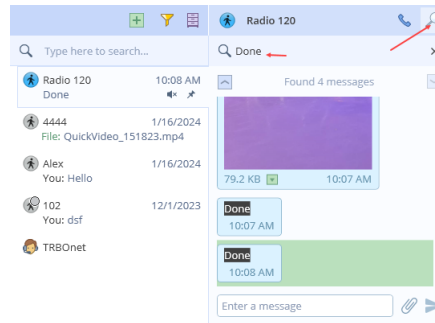 Radio 120
Type here to search...
Done
Radio 120 10:08 AM
Done
Found 4 messages
4444 1/16/2024
File: QuickVideo_151823.mp4
Alex 1/16/2024
You: Hello
79.2 KB 10:07 AM
102 12/1/2023
You: dsf
Done
10:07 AM
TRBOnet
Done
10:08 AM
Enter a message